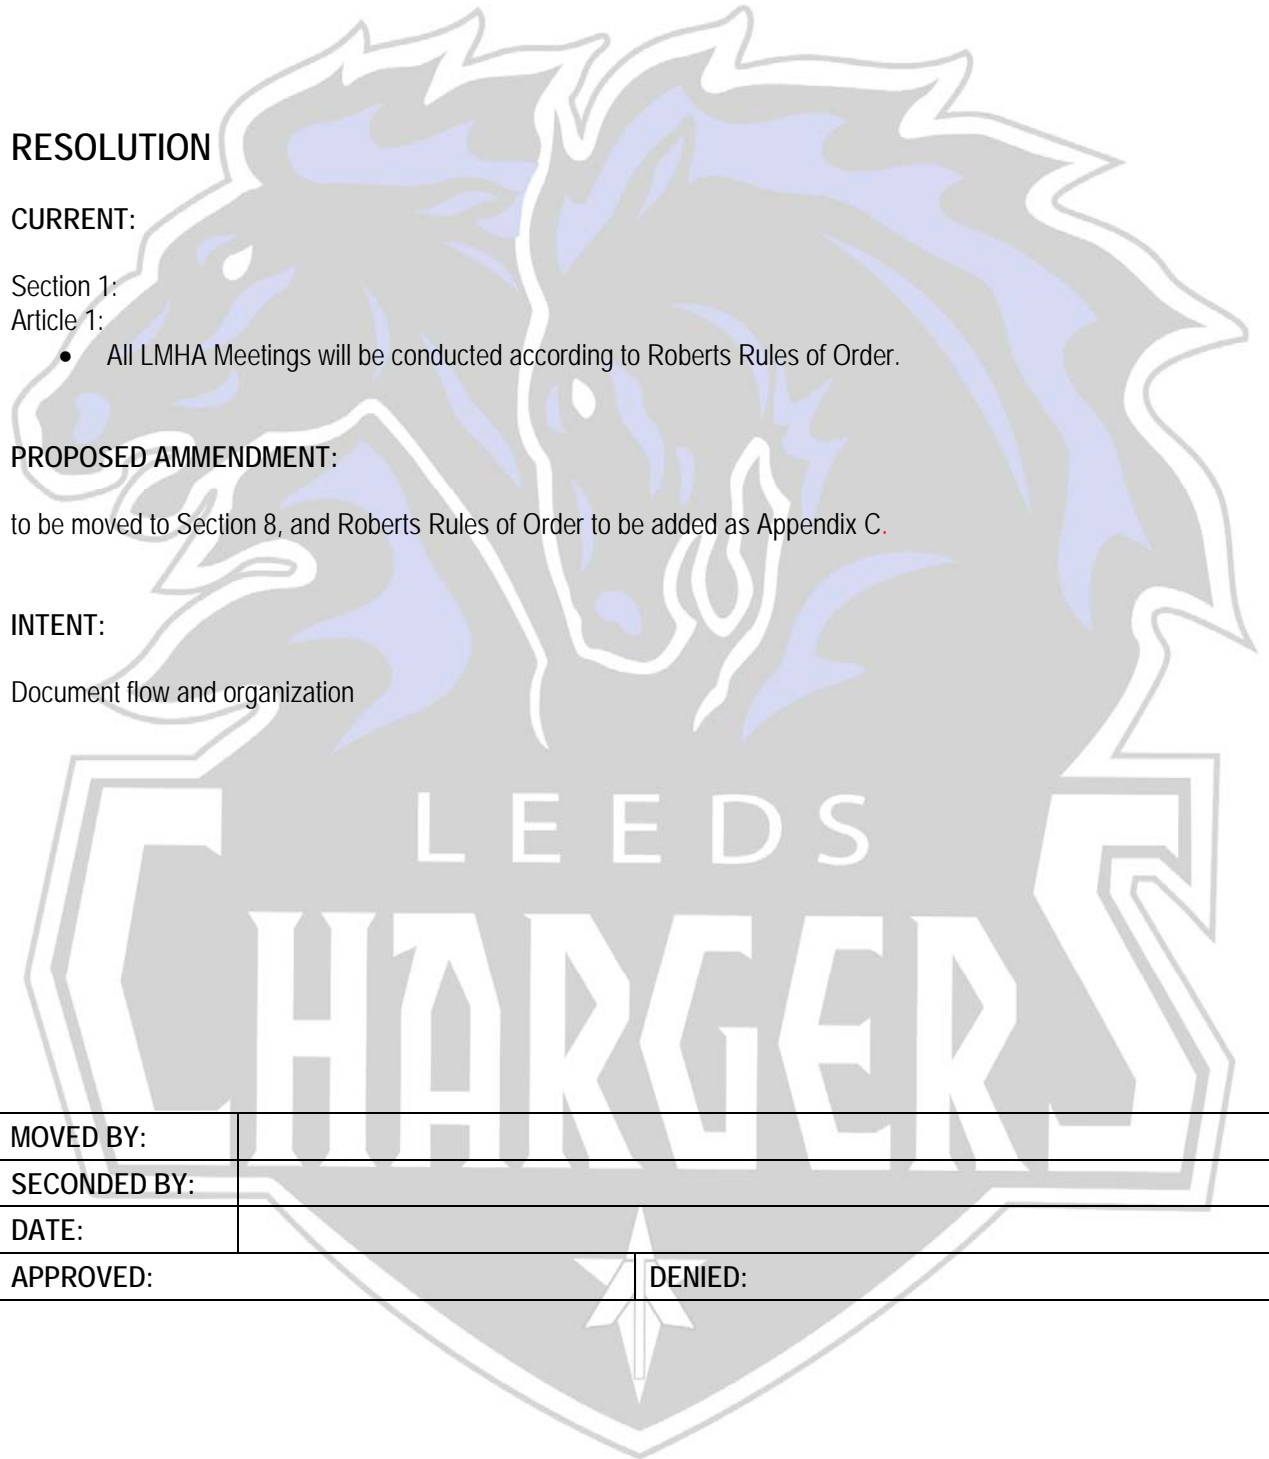 RESOLUTION
CURRENT:
Section 1:
Article 1:
• All LMHA Meetings will be conducted according to Roberts Rules of Order.
PROPOSED AMMENDMENT:
to be moved to Section 8, and Roberts Rules of Order to be added as Appendix C.
INTENT:
Document flow and organization
LEEDS
CHARGERS
MOVED BY:
SECONDED BY:
DATE:
APPROVED: DENIED: